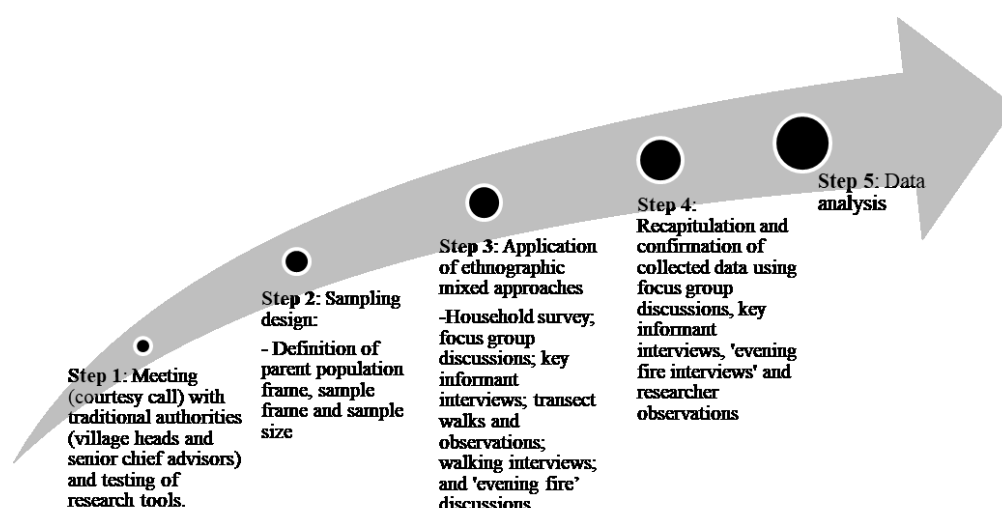 Step 1: Meeting
(courtesy call) with
traditional authorities
(village heads and
senior chief advisors)
and testing of
research tools.
Step 2: Sampling
design:
- Definition of
parent population
frame, sample
frame and sample
size
Step 3: Application
of ethnographic
mixed approaches
-Household survey;
focus group
discussions; key
informant
interviews; transect
walks and
observations;
walking interviews;
and 'evening fire’
discussions
Step 4:
Recapitulation and
confirmation of
collected data using
focus group
discussions, key
informant
interviews, 'evening
fire interviews' and
researcher
observations
Step 5: Data
analysis